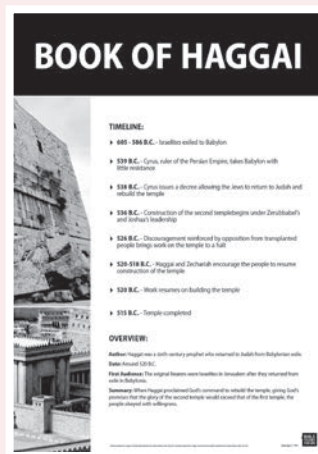 BOOK OF HAGGAI
TIMELINE:
605 - 586 B.C. - Israelites exiled to Babylon
539 B.C. - Cyrus, ruler of the Persian Empire, takes Babylon with
little resistance
538 B.C. - Cyrus issues a decree allowing the Jews to return to Judah and
rebuild the temple
536 B.C. - Construction of the second templebegins under Zerubbabel's
and Joshua's leadership
526 B.C. - Discouragement reinforced by opposition from transplanted
people brings work on the temple to a halt
520-518 B.C. - Haggai and Zechariah encourage the people to resume
construction of the temple
520 B.C. - Work resumes on building the temple
515 B.C. - Temple completed
OVERVIEW:
Author: Haggai was a sixth-century prophet who returned to Judah from Babylonian exile.
Date: Around 520 B.C.
First Audience: The original hearers were Israelites in Jerusalem after they returned from
exile in Babylonia.
Summary: When Haggai proclaimed God's command to rebuild the temple, giving God's
promises that the glory of the second temple would exceed that of the first temple, the
people obeyed with willingness.